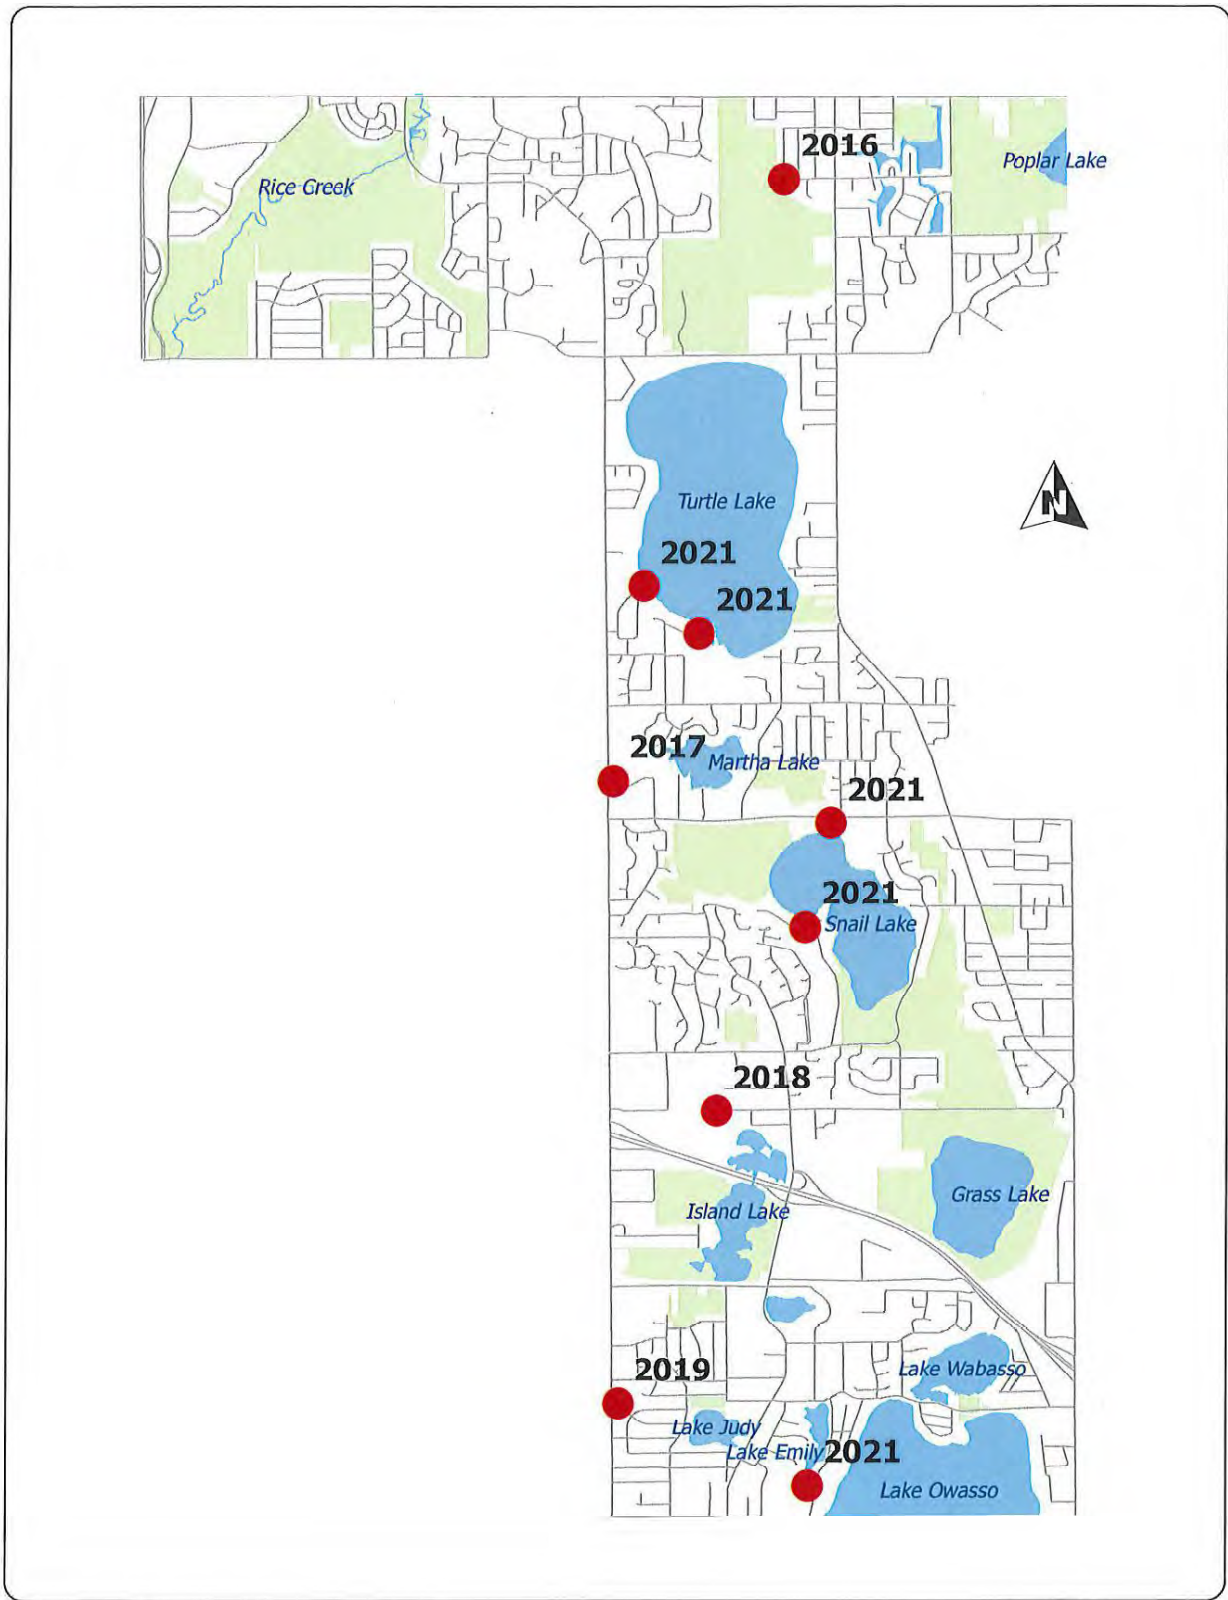 2016
Poplar Lake
Rice Greek
N
Turtle Lake
2021
2021
2017
Martha Lake
2021
2021
Snail Lake
2018
Grass Lake
Island Lake
2019
Lake Wabasso
Lake Judy
Lake Emily
2021
Lake Owasso